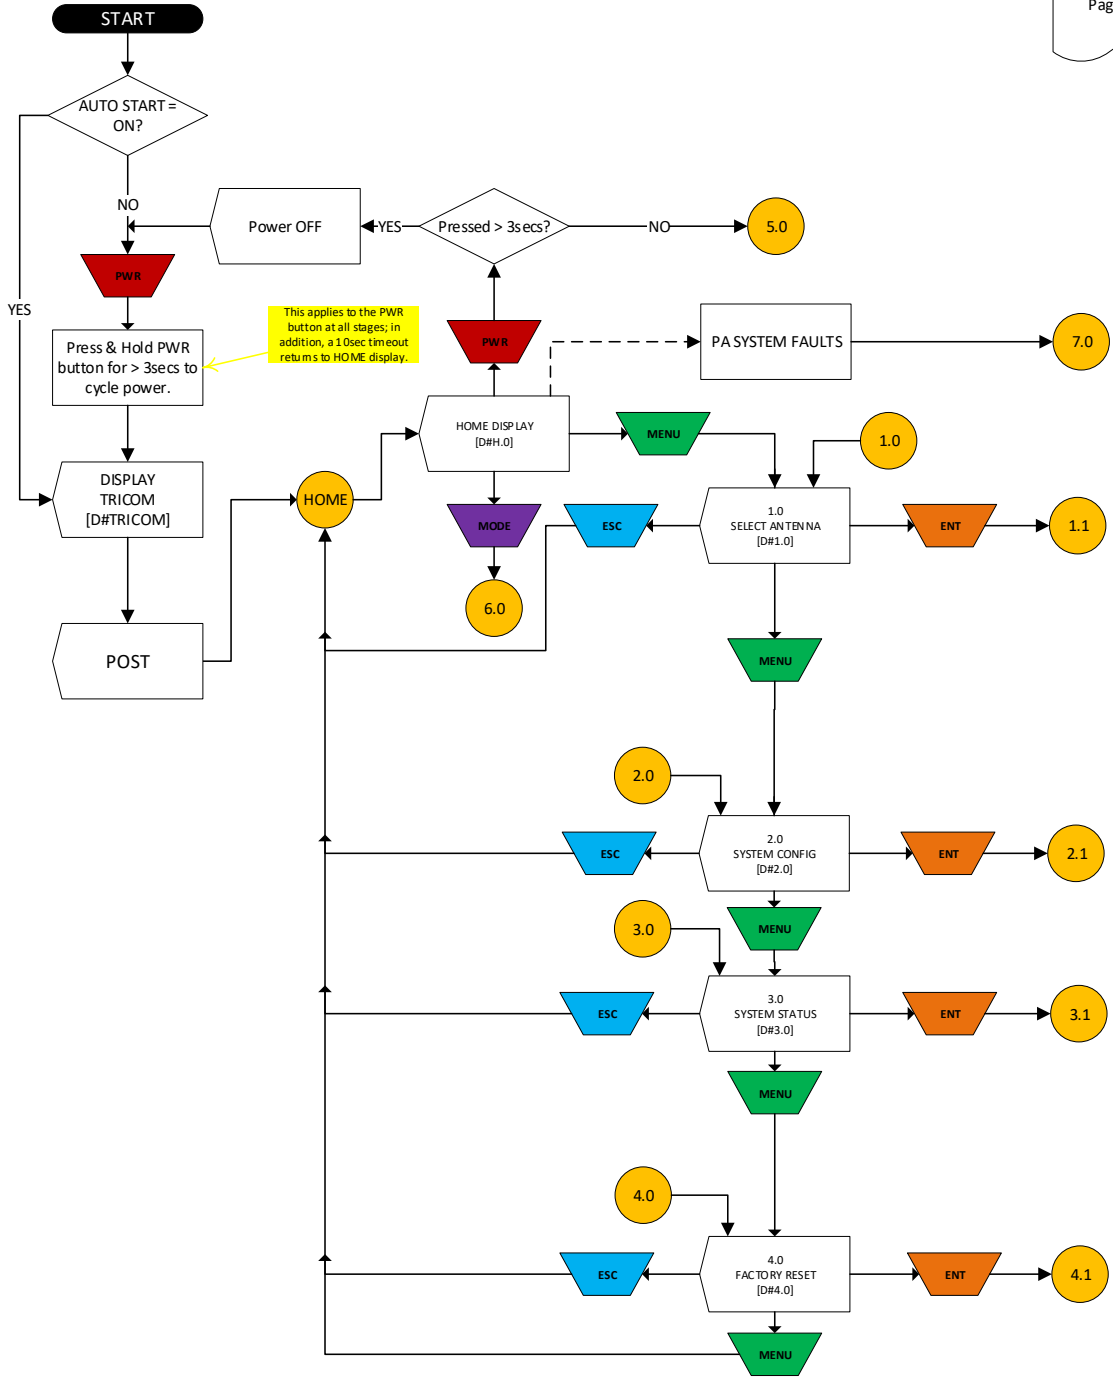 START
Pag
AUTO START =
ON?
NO
YES
PWR
Press & Hold PWR
button for > 3secs to
cycle power.
This applies to the PWR
button at all stages; in
addition, a 10sec timeout
returns to HOME display.
DISPLAY
TRICOM
[D#TRICOM]
POST
Power OFF
YES
Pressed > 3secs?
NO
5.0
PWR
PA SYSTEM FAULTS
7.0
HOME
HOME DISPLAY
[D#H.0]
MENU
1.0
MODE
6.0
ESC
1.0
SELECT ANTENNA
[D#1.0]
ENT
1.1
MENU
2.0
ESC
2.0
SYSTEM CONFIG
[D#2.0]
ENT
2.1
MENU
3.0
ESC
3.0
SYSTEM STATUS
[D#3.0]
ENT
3.1
MENU
4.0
ESC
4.0
FACTORY RESET
[D#4.0]
ENT
4.1
MENU